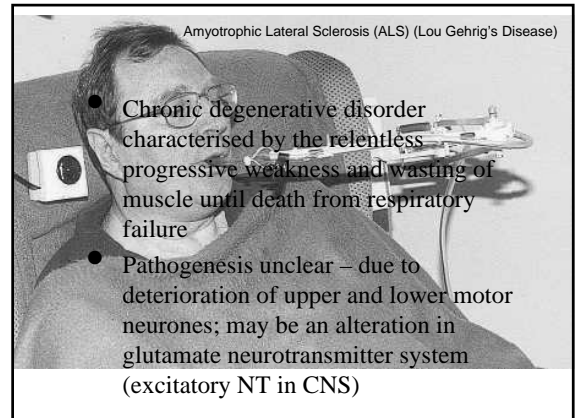 Amyotrophic Lateral Sclerosis (ALS) (Lou Gehrig's Disease)
• Chronic degenerative disorder
characterised by the relentless
progressive weakness and wasting of
muscle until death from respiratory
failure
• Pathogenesis unclear – due to
deterioration of upper and lower motor
neurones; may be an alteration in
glutamate neurotransmitter system
(excitatory NT in CNS)